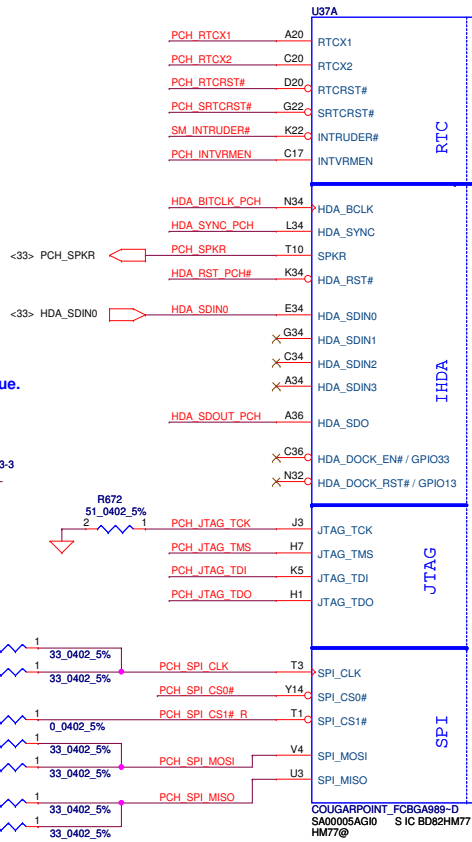 U37A
PCH_RTCX1 A20 RTCX1
PCH_RTCX2 C20 RTCX2
PCH_RTCRST# D20 RTCRST#
PCH_SRTCRST# G22 SRTCRST#
SM_INTRUDER# K22 INTRUDER#
PCH_INTVRMEN C17 INTVRMEN
RTC
HDA_BITCLK_PCH N34 HDA_BCLK
HDA_SYNC_PCH L34 HDA_SYNC
<33> PCH_SPKR PCH_SPKR T10 SPKR
HDA_RST_PCH# K34 HDA_RST#
<33> HDA_SDIN0 HDA_SDIN0 E34 HDA_SDIN0
G34 HDA_SDIN1
C34 HDA_SDIN2
A34 HDA_SDIN3
IHDA
ue.
HDA_SDOUT_PCH A36 HDA_SDO
C36 HDA_DOCK_EN# / GPIO33
3-3
N32 HDA_DOCK_RST# / GPIO13
R672
51_0402_5%
2 1 PCH_JTAG_TCK J3 JTAG_TCK
PCH_JTAG_TMS H7 JTAG_TMS
PCH_JTAG_TDI K5 JTAG_TDI
PCH_JTAG_TDO H1 JTAG_TDO
JTAG
1
33_0402_5%
1 PCH_SPI_CLK T3 SPI_CLK
33_0402_5%
PCH_SPI_CS0# Y14 SPI_CS0#
1 PCH_SPI_CS1#_R T1 SPI_CS1#
0_0402_5%
SPI
1
33_0402_5%
V4 SPI_MOSI
1 PCH_SPI_MOSI
33_0402_5%
U3 SPI_MISO
1 PCH_SPI_MISO
33_0402_5%
1
33_0402_5%
COUGARPOINT_FCBGA989~D
SA00005AGI0 S IC BD82HM77
HM77@